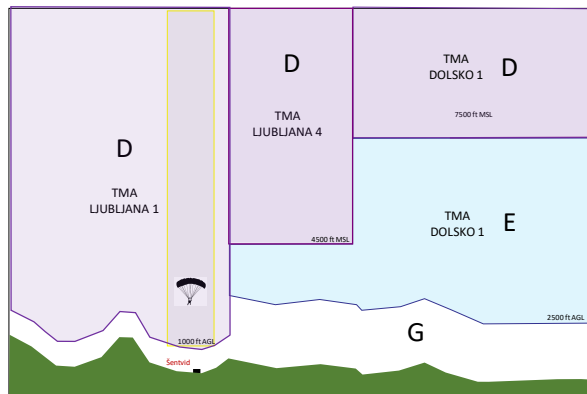 D
TMA
LJUBLJANA 1
1000 ft AGL
Šentvid
D
TMA
LJUBLJANA 4
4500 ft MSL
TMA
DOLSKO 1
D
7500 ft MSL
TMA
DOLSKO 1
E
2500 ft AGL
G